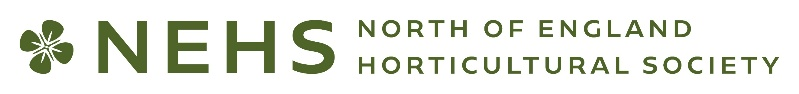 NEHS
NORTH OF ENGLAND
HORTICULTURAL SOCIETY